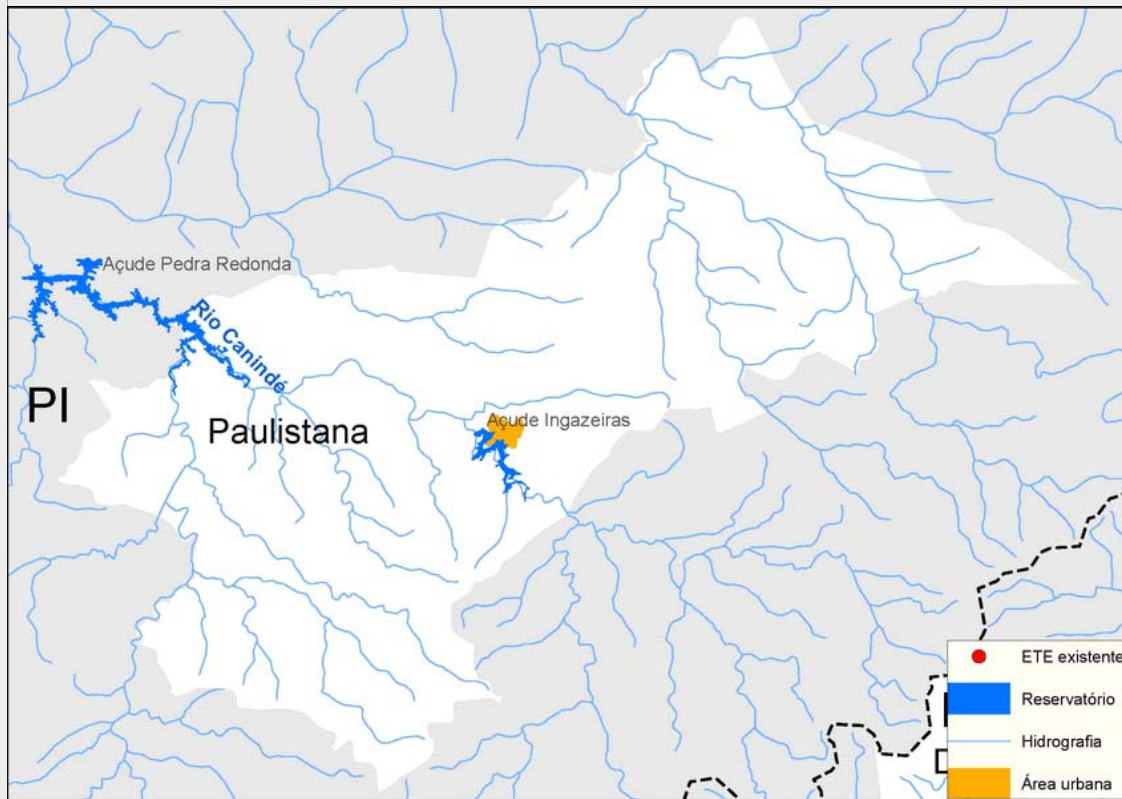 Açude Pedra Redonda
Rio Canindé
PI
Paulistana
Açude Ingazeiras
ETE existente
Reservatório
Hidrografia
Área urbana